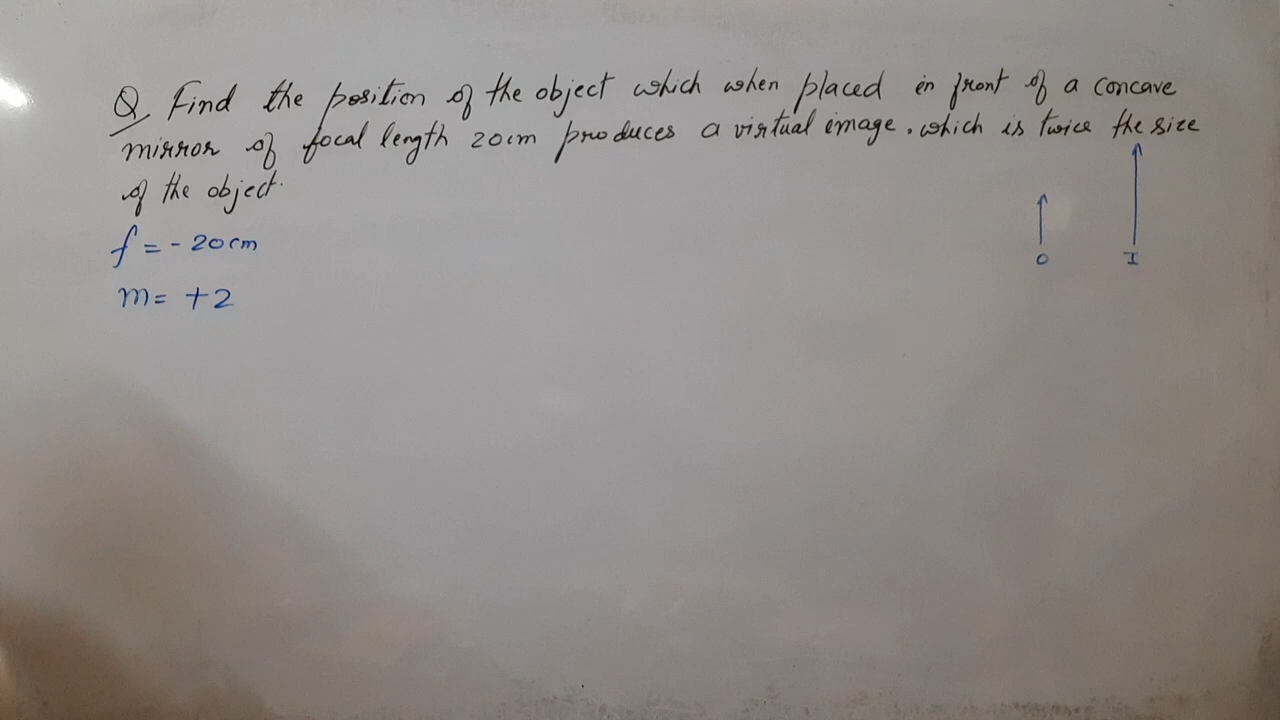 Q Find the position of the object which when placed in front of a concave
mirror of focal length 20cm produces a virtual image, which is twice the size
of the object.
f = - 20cm
m = +2
O
I